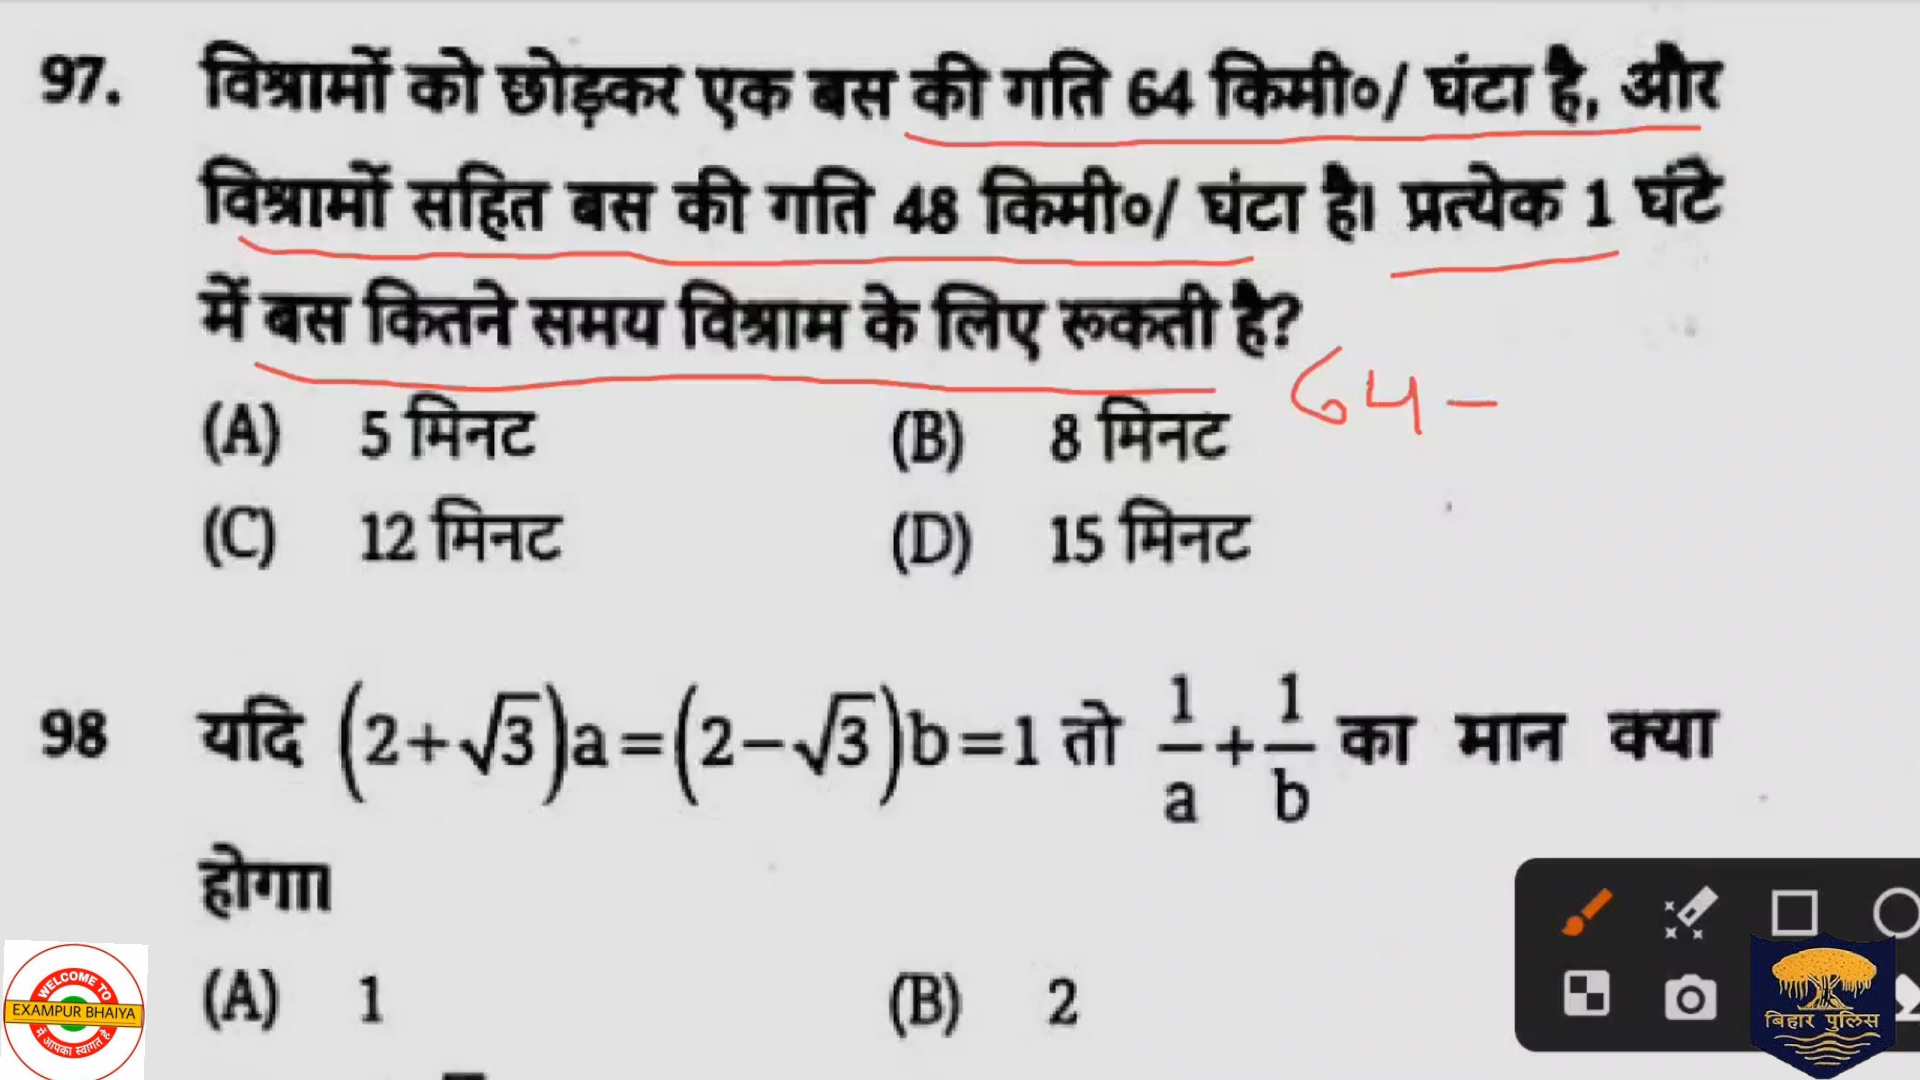 97. विश्रामों को छोड़कर एक बस की गति 64 किमी०/ घंटा है, और
विश्रामों सहित बस की गति 48 किमी०/ घंटा है। प्रत्येक 1 घंटे
में बस कितने समय विश्राम के लिए रूकती है?
64 –
(A) 5 मिनट (B) 8 मिनट
(C) 12 मिनट (D) 15 मिनट
98 यदि (2+√3)a=(2−√3)b=1 तो 1/a+1/b का मान क्या
होगा।
(A) 1 (B) 2
WELCOME TO
EXAMPUR BHAIYA
में आपका स्वागत है
बिहार पुलिस